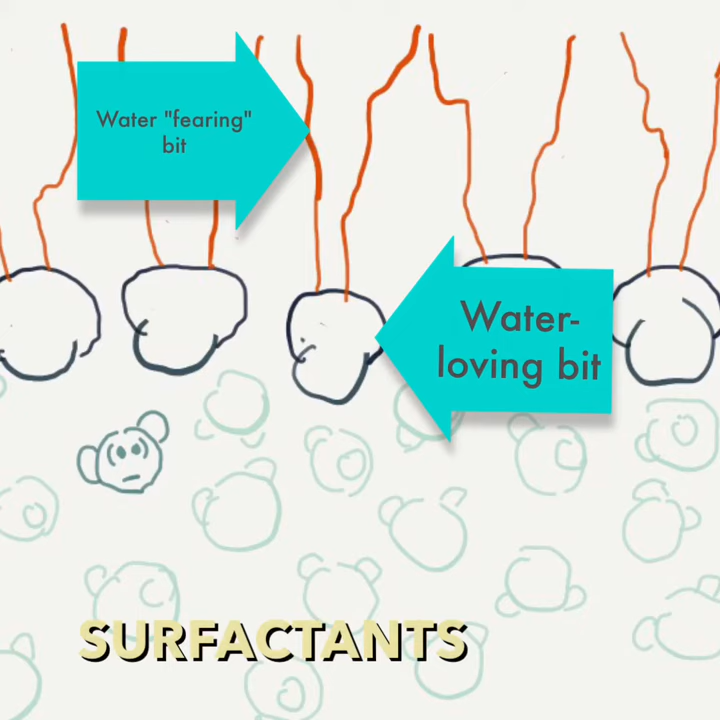 Water "fearing"
bit
Water-
loving bit
SURFACTANTS